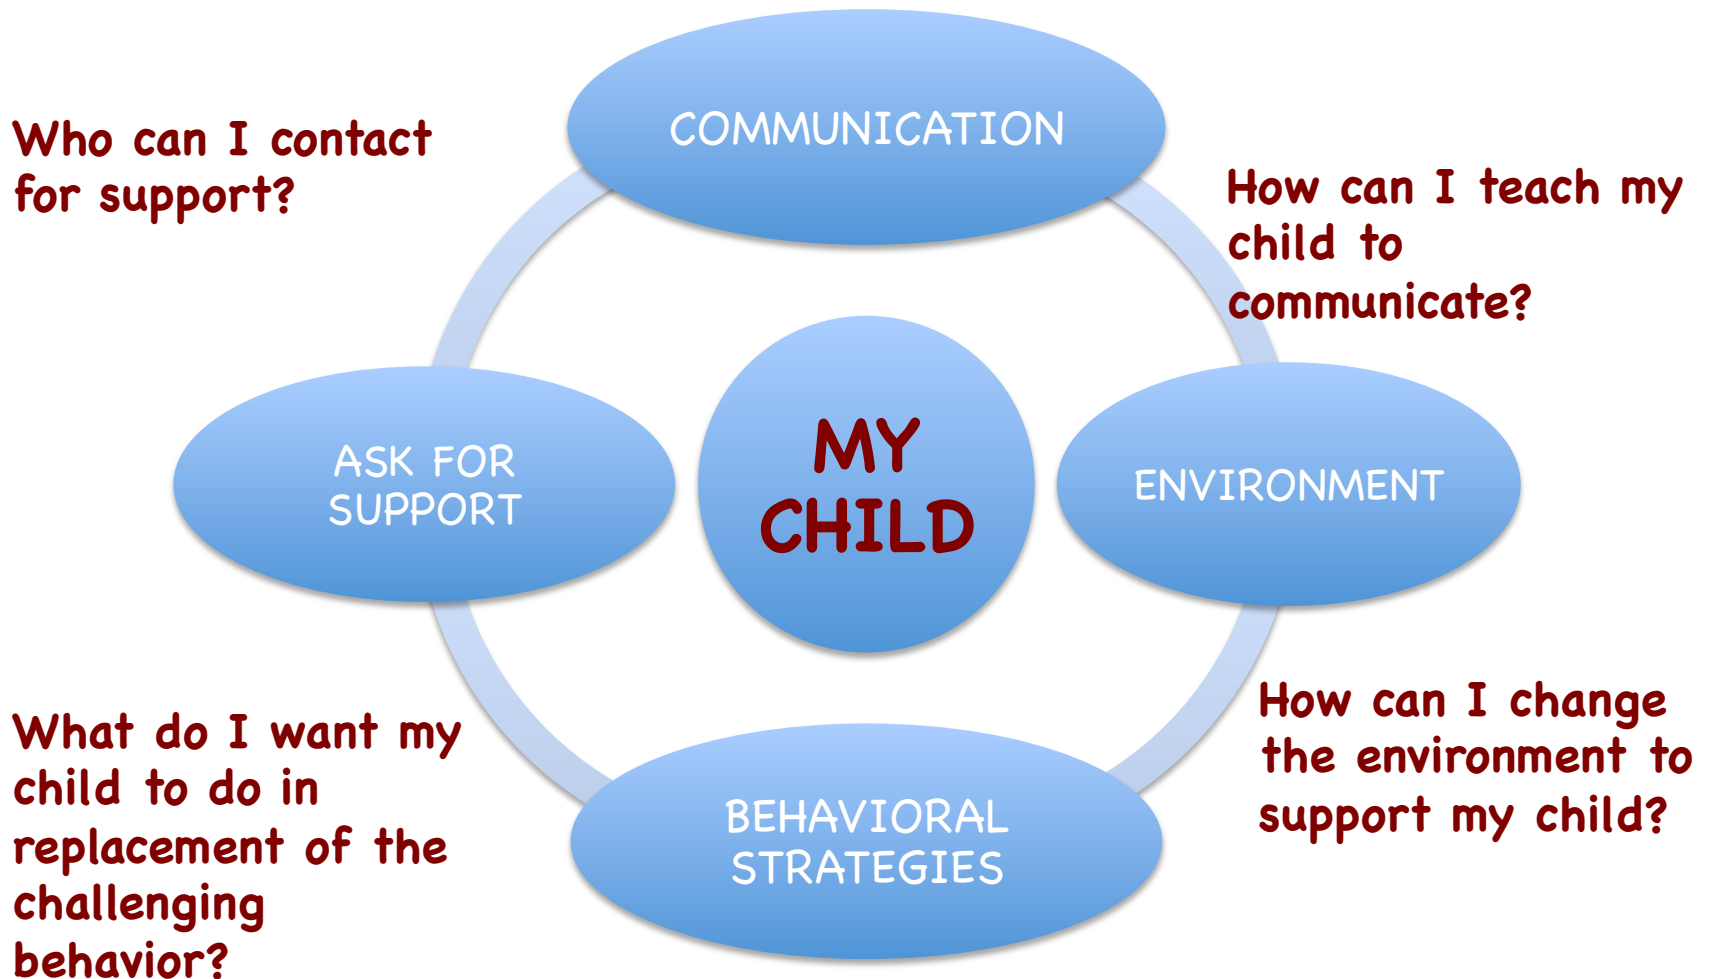 COMMUNICATION
Who can I contact
for support?
How can I teach my
child to
communicate?
ASK FOR
SUPPORT
MY
CHILD
ENVIRONMENT
What do I want my
child to do in
replacement of the
challenging
behavior?
BEHAVIORAL
STRATEGIES
How can I change
the environment to
support my child?